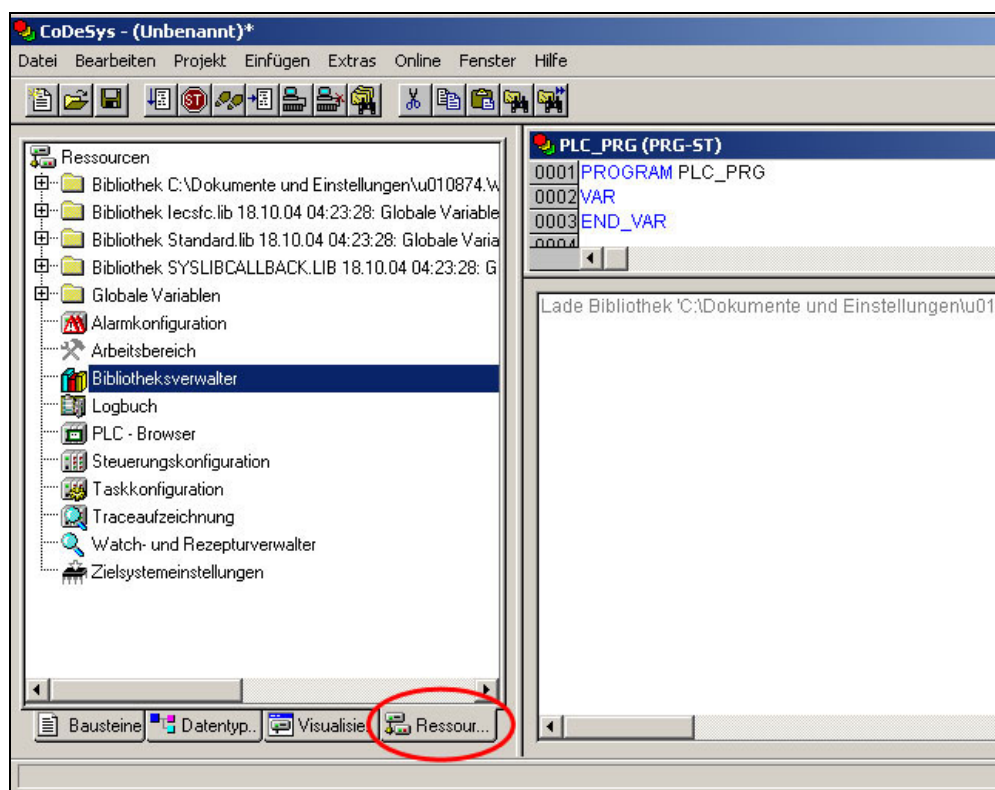 CoDeSys - (Unbenannt)*
Datei Bearbeiten Projekt Einfügen Extras Online Fenster Hilfe
ST
Ressourcen
Bibliothek C:\Dokumente und Einstellungen\u010874.W
Bibliothek Iecsfc.lib 18.10.04 04:23:28: Globale Variable
Bibliothek Standard.lib 18.10.04 04:23:28: Globale Varia
Bibliothek SYSLIBCALLBACK.LIB 18.10.04 04:23:28: G
Globale Variablen
Alarmkonfiguration
Arbeitsbereich
Bibliotheksverwalter
Logbuch
PLC - Browser
Steuerungskonfiguration
Taskkonfiguration
Traceaufzeichnung
Watch- und Rezepturverwalter
Zielsystemeinstellungen
Bausteine Datentyp.. Visualisie. Ressour...
PLC_PRG (PRG-ST)
0001 PROGRAM PLC_PRG
0002 VAR
0003 END_VAR
0004
Lade Bibliothek 'C:\Dokumente und Einstellungen\u01